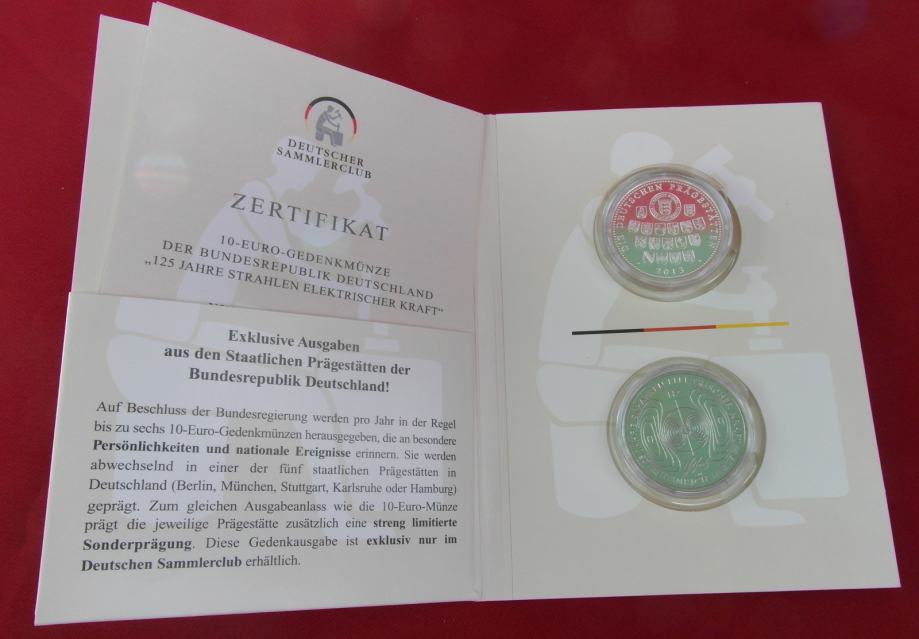 DEUTSCHER
SAMMLERCLUB
ZERTIFIKAT
10-EURO-GEDENKMÜNZE
DER BUNDESREPUBLIK DEUTSCHLAND
„125 JAHRE STRAHLEN ELEKTRISCHER KRAFT“
Exklusive Ausgaben
aus den Staatlichen Prägestätten der
Bundesrepublik Deutschland!
Auf Beschluss der Bundesregierung werden pro Jahr in der Regel
bis zu sechs 10-Euro-Gedenkmünzen herausgegeben, die an besondere
Persönlichkeiten und nationale Ereignisse erinnern. Sie werden
abwechselnd in einer der fünf staatlichen Prägestätten in
Deutschland (Berlin, München, Stuttgart, Karlsruhe oder Hamburg)
geprägt. Zum gleichen Ausgabeanlass wie die 10-Euro-Münze
prägt die jeweilige Prägestätte zusätzlich eine streng limitierte
Sonderprägung. Diese Gedenkausgabe ist exklusiv nur im
Deutschen Sammlerclub erhältlich.
DIE DEUTSCHEN PRÄGESTÄTTEN
2013